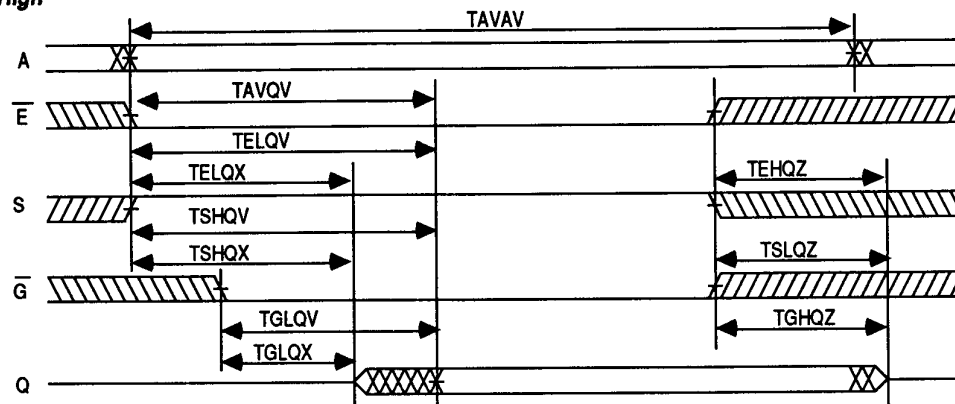 High
TAVAV
A
TAVQV
E
TELQV
TELQX
TEHQZ
S
TSHQV
TSHQX
TSLQZ
G
TGLQV
TGHQZ
TGLQX
Q